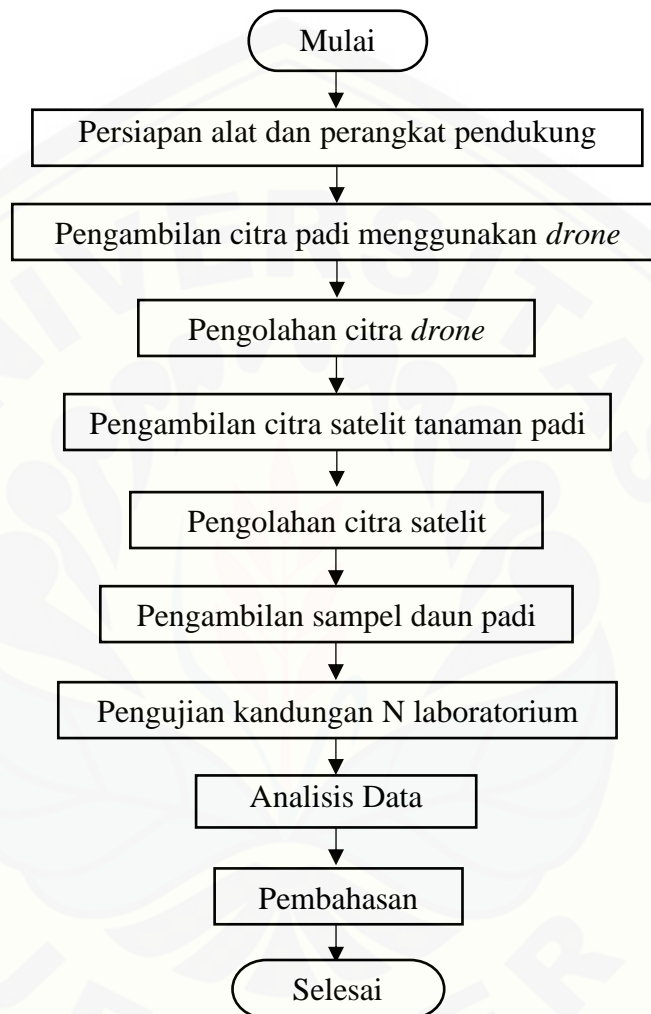 Mulai
Persiapan alat dan perangkat pendukung
Pengambilan citra padi menggunakan drone
Pengolahan citra drone
Pengambilan citra satelit tanaman padi
Pengolahan citra satelit
Pengambilan sampel daun padi
Pengujian kandungan N laboratorium
Analisis Data
Pembahasan
Selesai